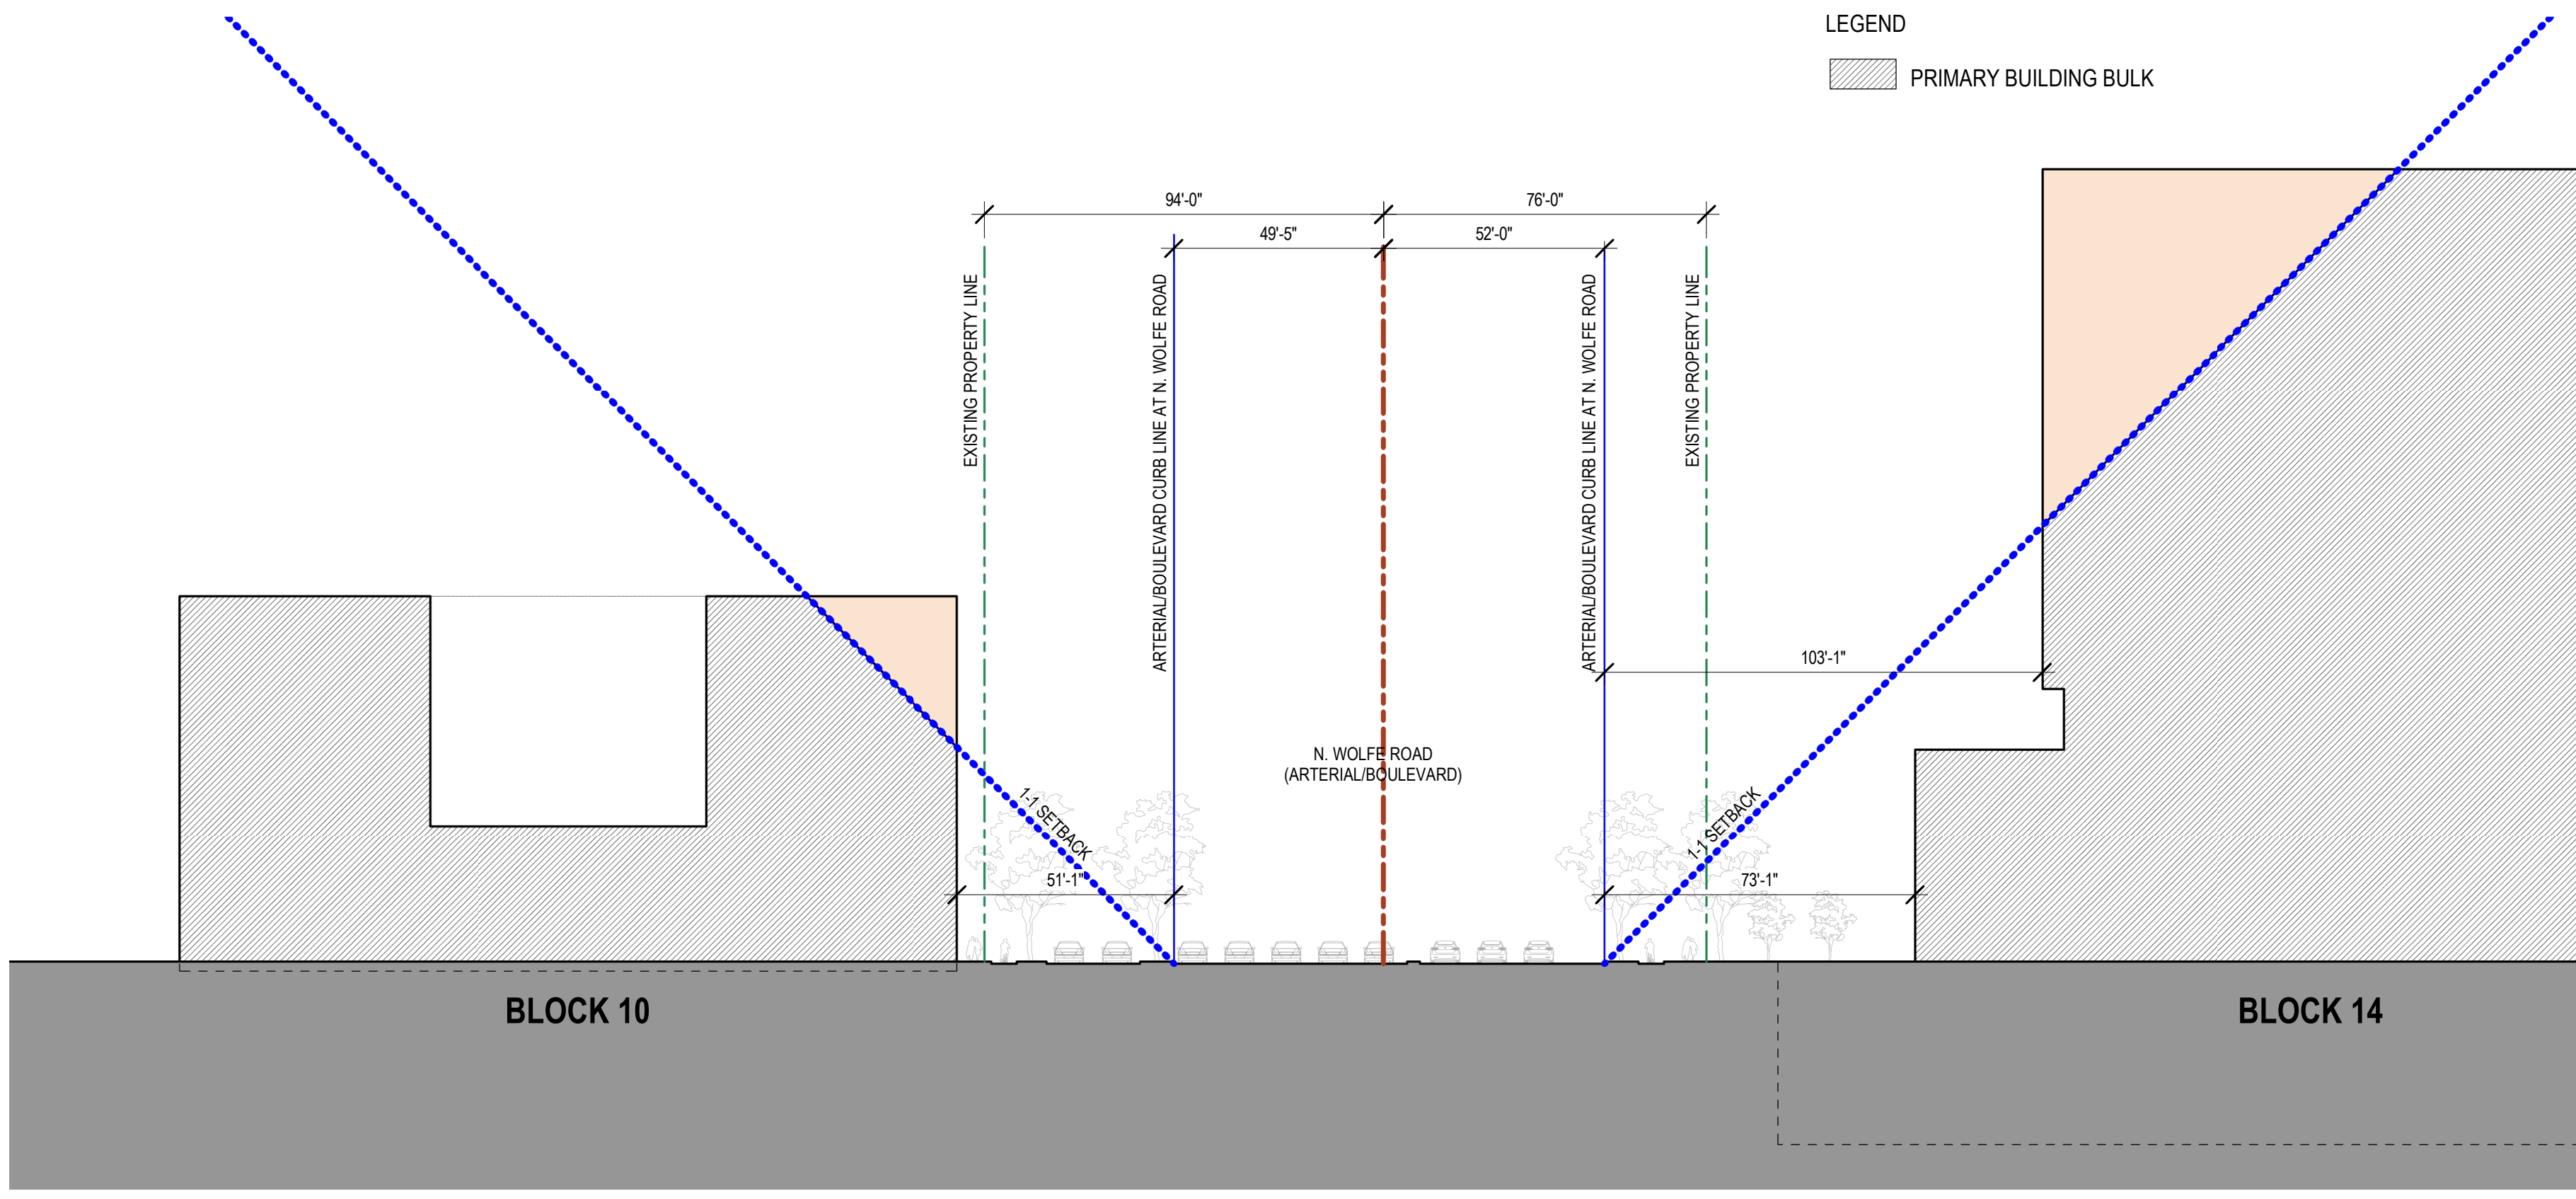 LEGEND
PRIMARY BUILDING BULK
94'-0"
76'-0"
49'-5"
52'-0"
EXISTING PROPERTY LINE
ARTERIAL/BOULEVARD CURB LINE AT N. WOLFE ROAD
ARTERIAL/BOULEVARD CURB LINE AT N. WOLFE ROAD
EXISTING PROPERTY LINE
103'-1"
N. WOLFE ROAD
(ARTERIAL/BOULEVARD)
1-1 SETBACK
1-1 SETBACK
51'-1"
73'-1"
BLOCK 10
BLOCK 14